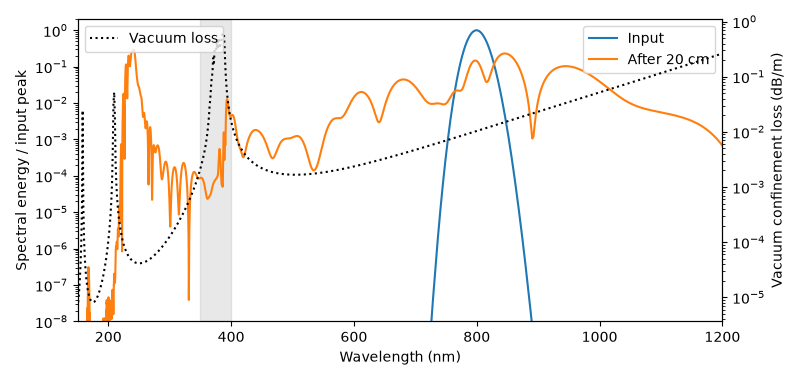 Vacuum loss
Input
After 20 cm
Spectral energy / input peak
10⁰
10⁻¹
10⁻²
10⁻³
10⁻⁴
10⁻⁵
10⁻⁶
10⁻⁷
10⁻⁸
Vacuum confinement loss (dB/m)
10⁰
10⁻¹
10⁻²
10⁻³
10⁻⁴
10⁻⁵
200 400 600 800 1000 1200
Wavelength (nm)